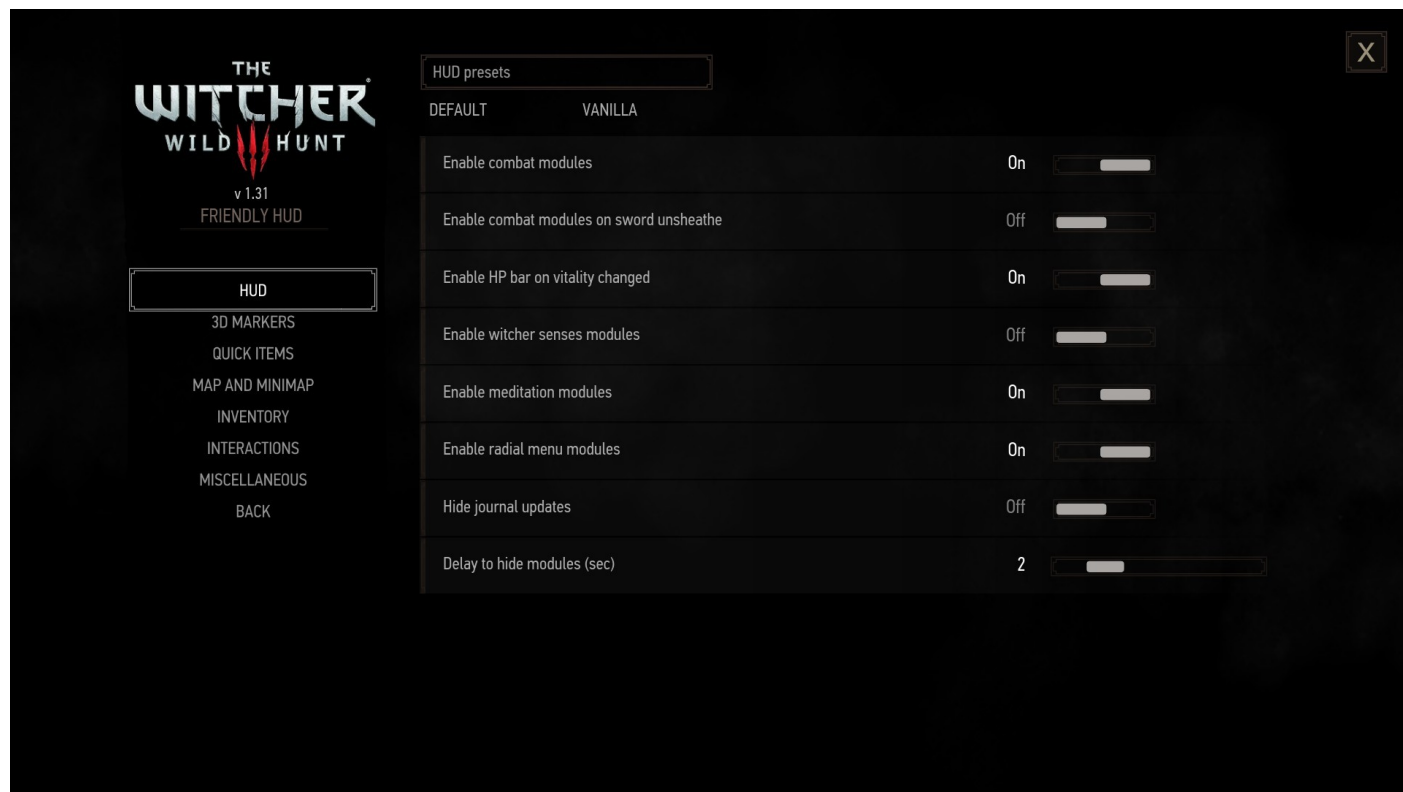 THE
WITCHER®
WILD HUNT
v 1.31
FRIENDLY HUD
HUD
3D MARKERS
QUICK ITEMS
MAP AND MINIMAP
INVENTORY
INTERACTIONS
MISCELLANEOUS
BACK
HUD presets
DEFAULT VANILLA
Enable combat modules On
Enable combat modules on sword unsheathe Off
Enable HP bar on vitality changed On
Enable witcher senses modules Off
Enable meditation modules On
Enable radial menu modules On
Hide journal updates Off
Delay to hide modules (sec) 2
X